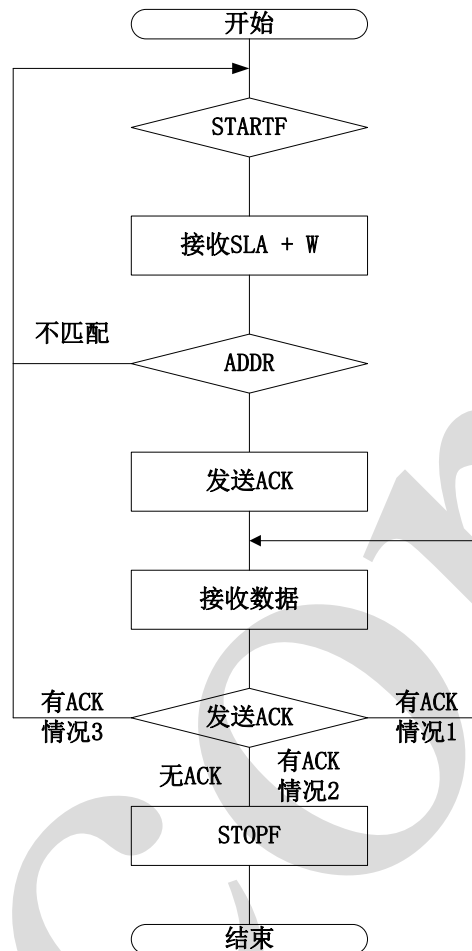 开始
STARTF
接收SLA + W
不匹配
ADDR
发送ACK
接收数据
有ACK
情况3
发送ACK
有ACK
情况1
无ACK
有ACK
情况2
STOPF
结束